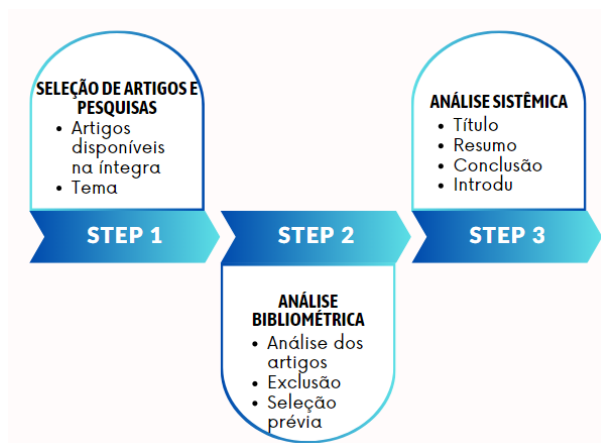 SELEÇÃO DE ARTIGOS E
PESQUISAS
• Artigos
disponíveis
na íntegra
• Tema
STEP 1
STEP 2
ANÁLISE
BIBLIOMÉTRICA
• Análise dos
artigos
• Exclusão
• Seleção
prévia
ANÁLISE SISTÊMICA
• Título
• Resumo
• Conclusão
• Introdu
STEP 3